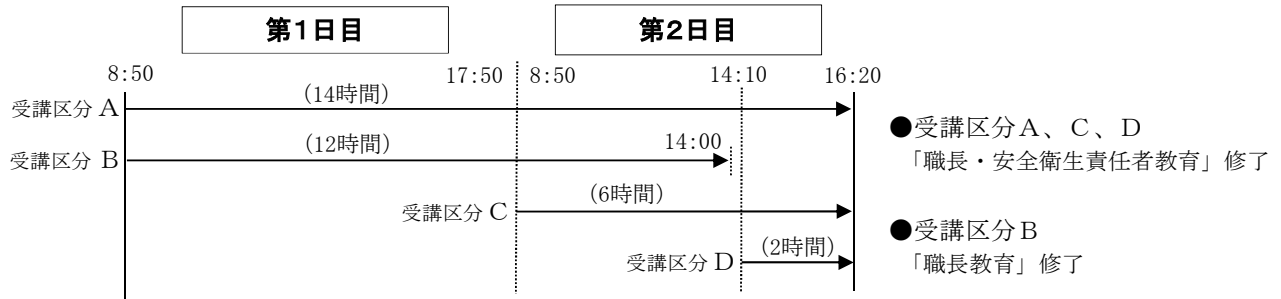 第1日目 第2日目
8:50 17:50 8:50 14:10 16:20
受講区分 A (14時間)
受講区分 B (12時間) 14:00
受講区分 C (6時間)
受講区分 D (2時間)
●受講区分A、C、D
「職長・安全衛生責任者教育」修了
●受講区分B
「職長教育」修了